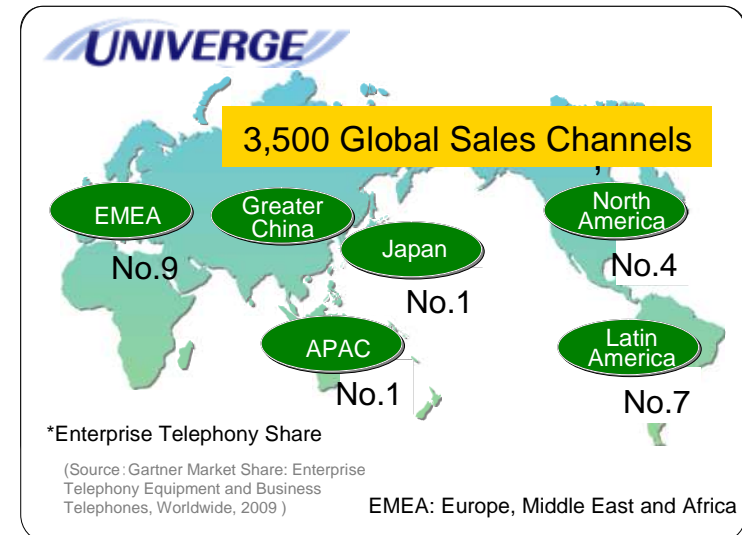 UNIVERGE
3,500 Global Sales Channels
EMEA
No.9
Greater
China
Japan
No.1
North
America
No.4
APAC
No.1
Latin
America
No.7
*Enterprise Telephony Share
(Source：Gartner Market Share: Enterprise
Telephony Equipment and Business
Telephones, Worldwide, 2009 )
EMEA: Europe, Middle East and Africa